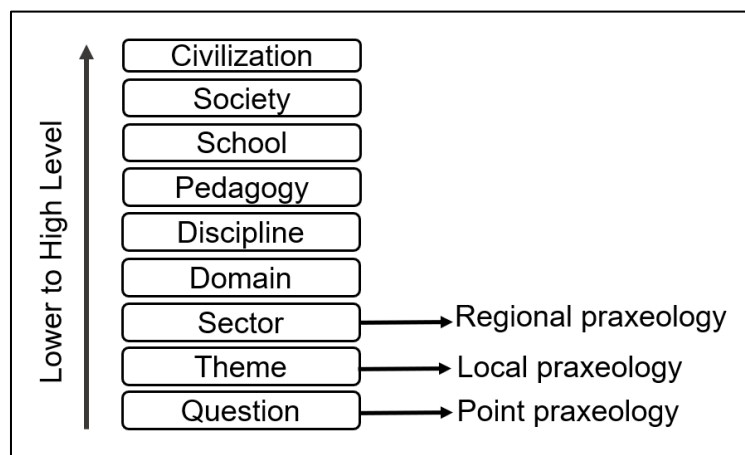 Lower to High Level
Civilization
Society
School
Pedagogy
Discipline
Domain
Sector
Regional praxeology
Theme
Local praxeology
Question
Point praxeology